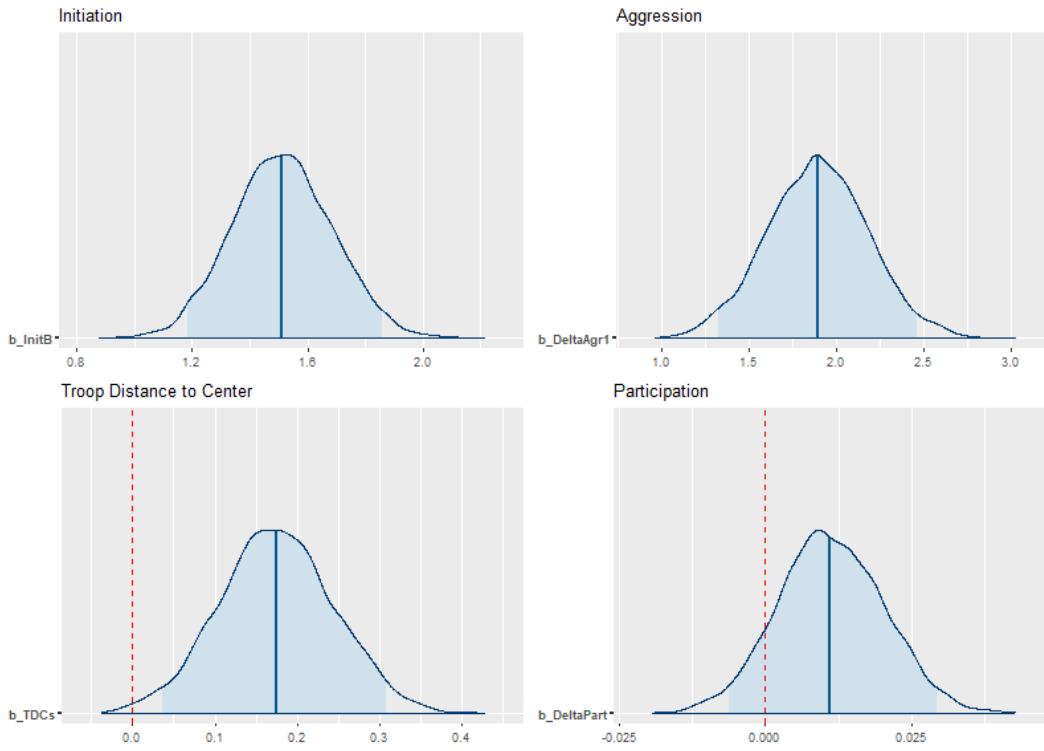 Initiation
b_InitB
0.8 1.2 1.6 2.0
Aggression
b_DeltaAgr1
1.0 1.5 2.0 2.5 3.0
Troop Distance to Center
b_TDCs
0.0 0.1 0.2 0.3 0.4
Participation
b_DeltaPart
-0.025 0.000 0.025